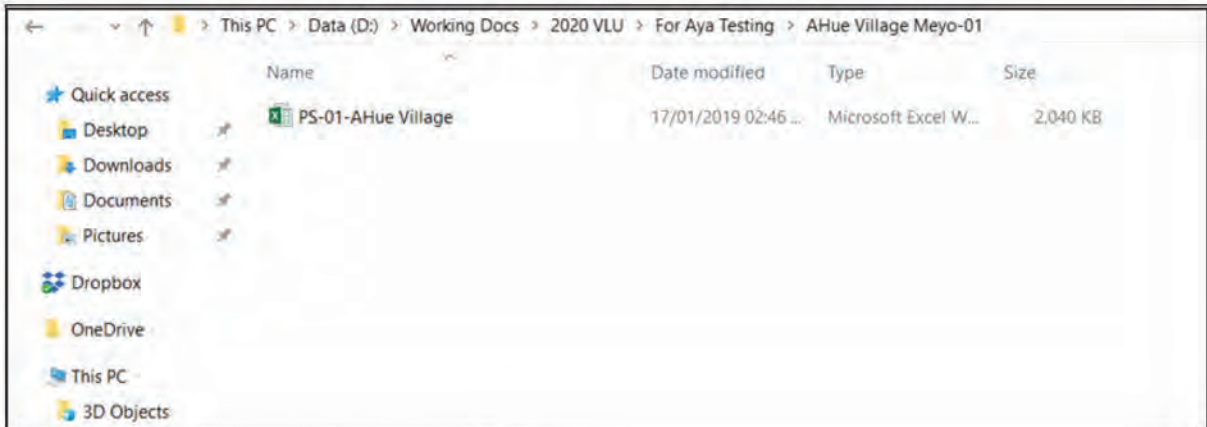 This PC > Data (D:) > Working Docs > 2020 VLU > For Aya Testing > AHue Village Meyo-01
Name Date modified Type Size
Quick access
PS-01-AHue Village 17/01/2019 02:46 ... Microsoft Excel W... 2,040 KB
Desktop
Downloads
Documents
Pictures
Dropbox
OneDrive
This PC
3D Objects